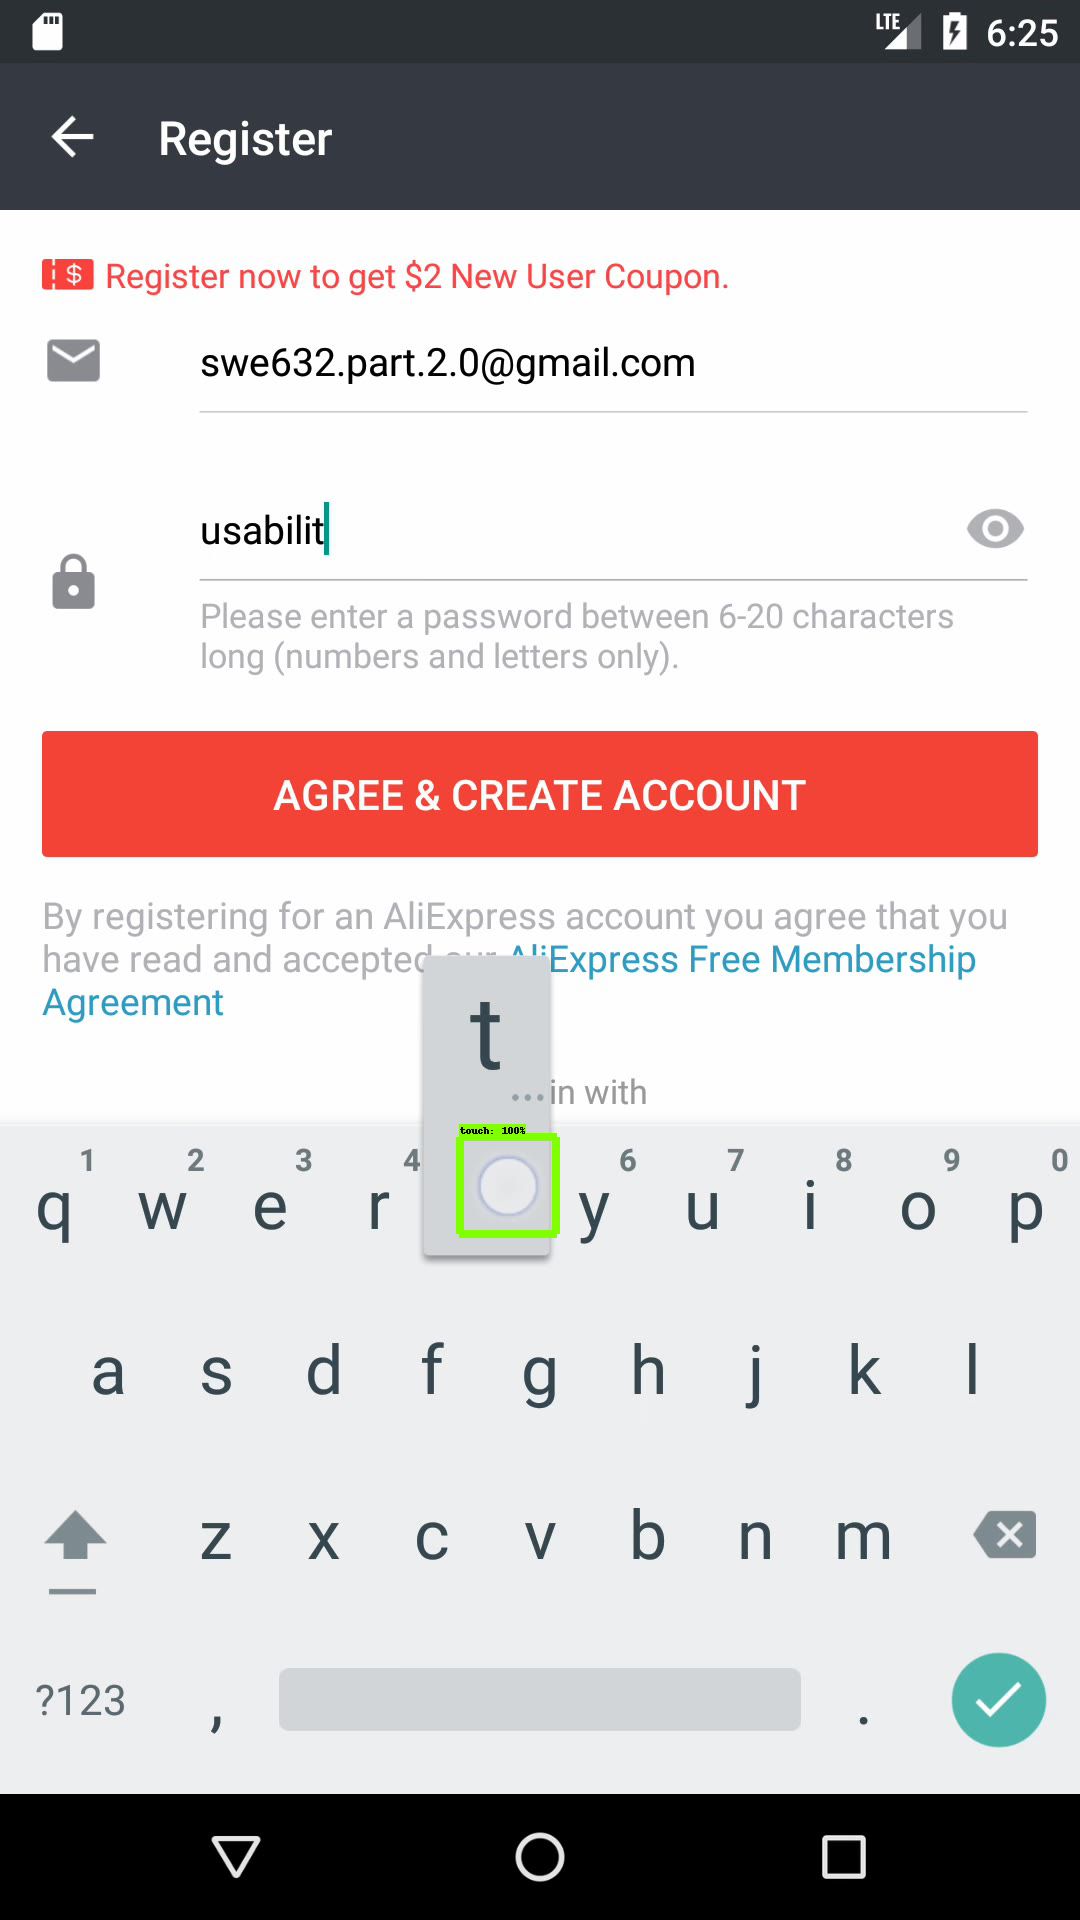 LTE 6:25
Register
$ Register now to get $2 New User Coupon.
swe632.part.2.0@gmail.com
usabilit
Please enter a password between 6-20 characters
long (numbers and letters only).
AGREE & CREATE ACCOUNT
By registering for an AliExpress account you agree that you
have read and accepted our AliExpress Free Membership
Agreement
t
... in with
touch: 100%
1 2 3 4 6 7 8 9 0
q w e r y u i o p
a s d f g h j k l
z x c v b n m
?123 , .